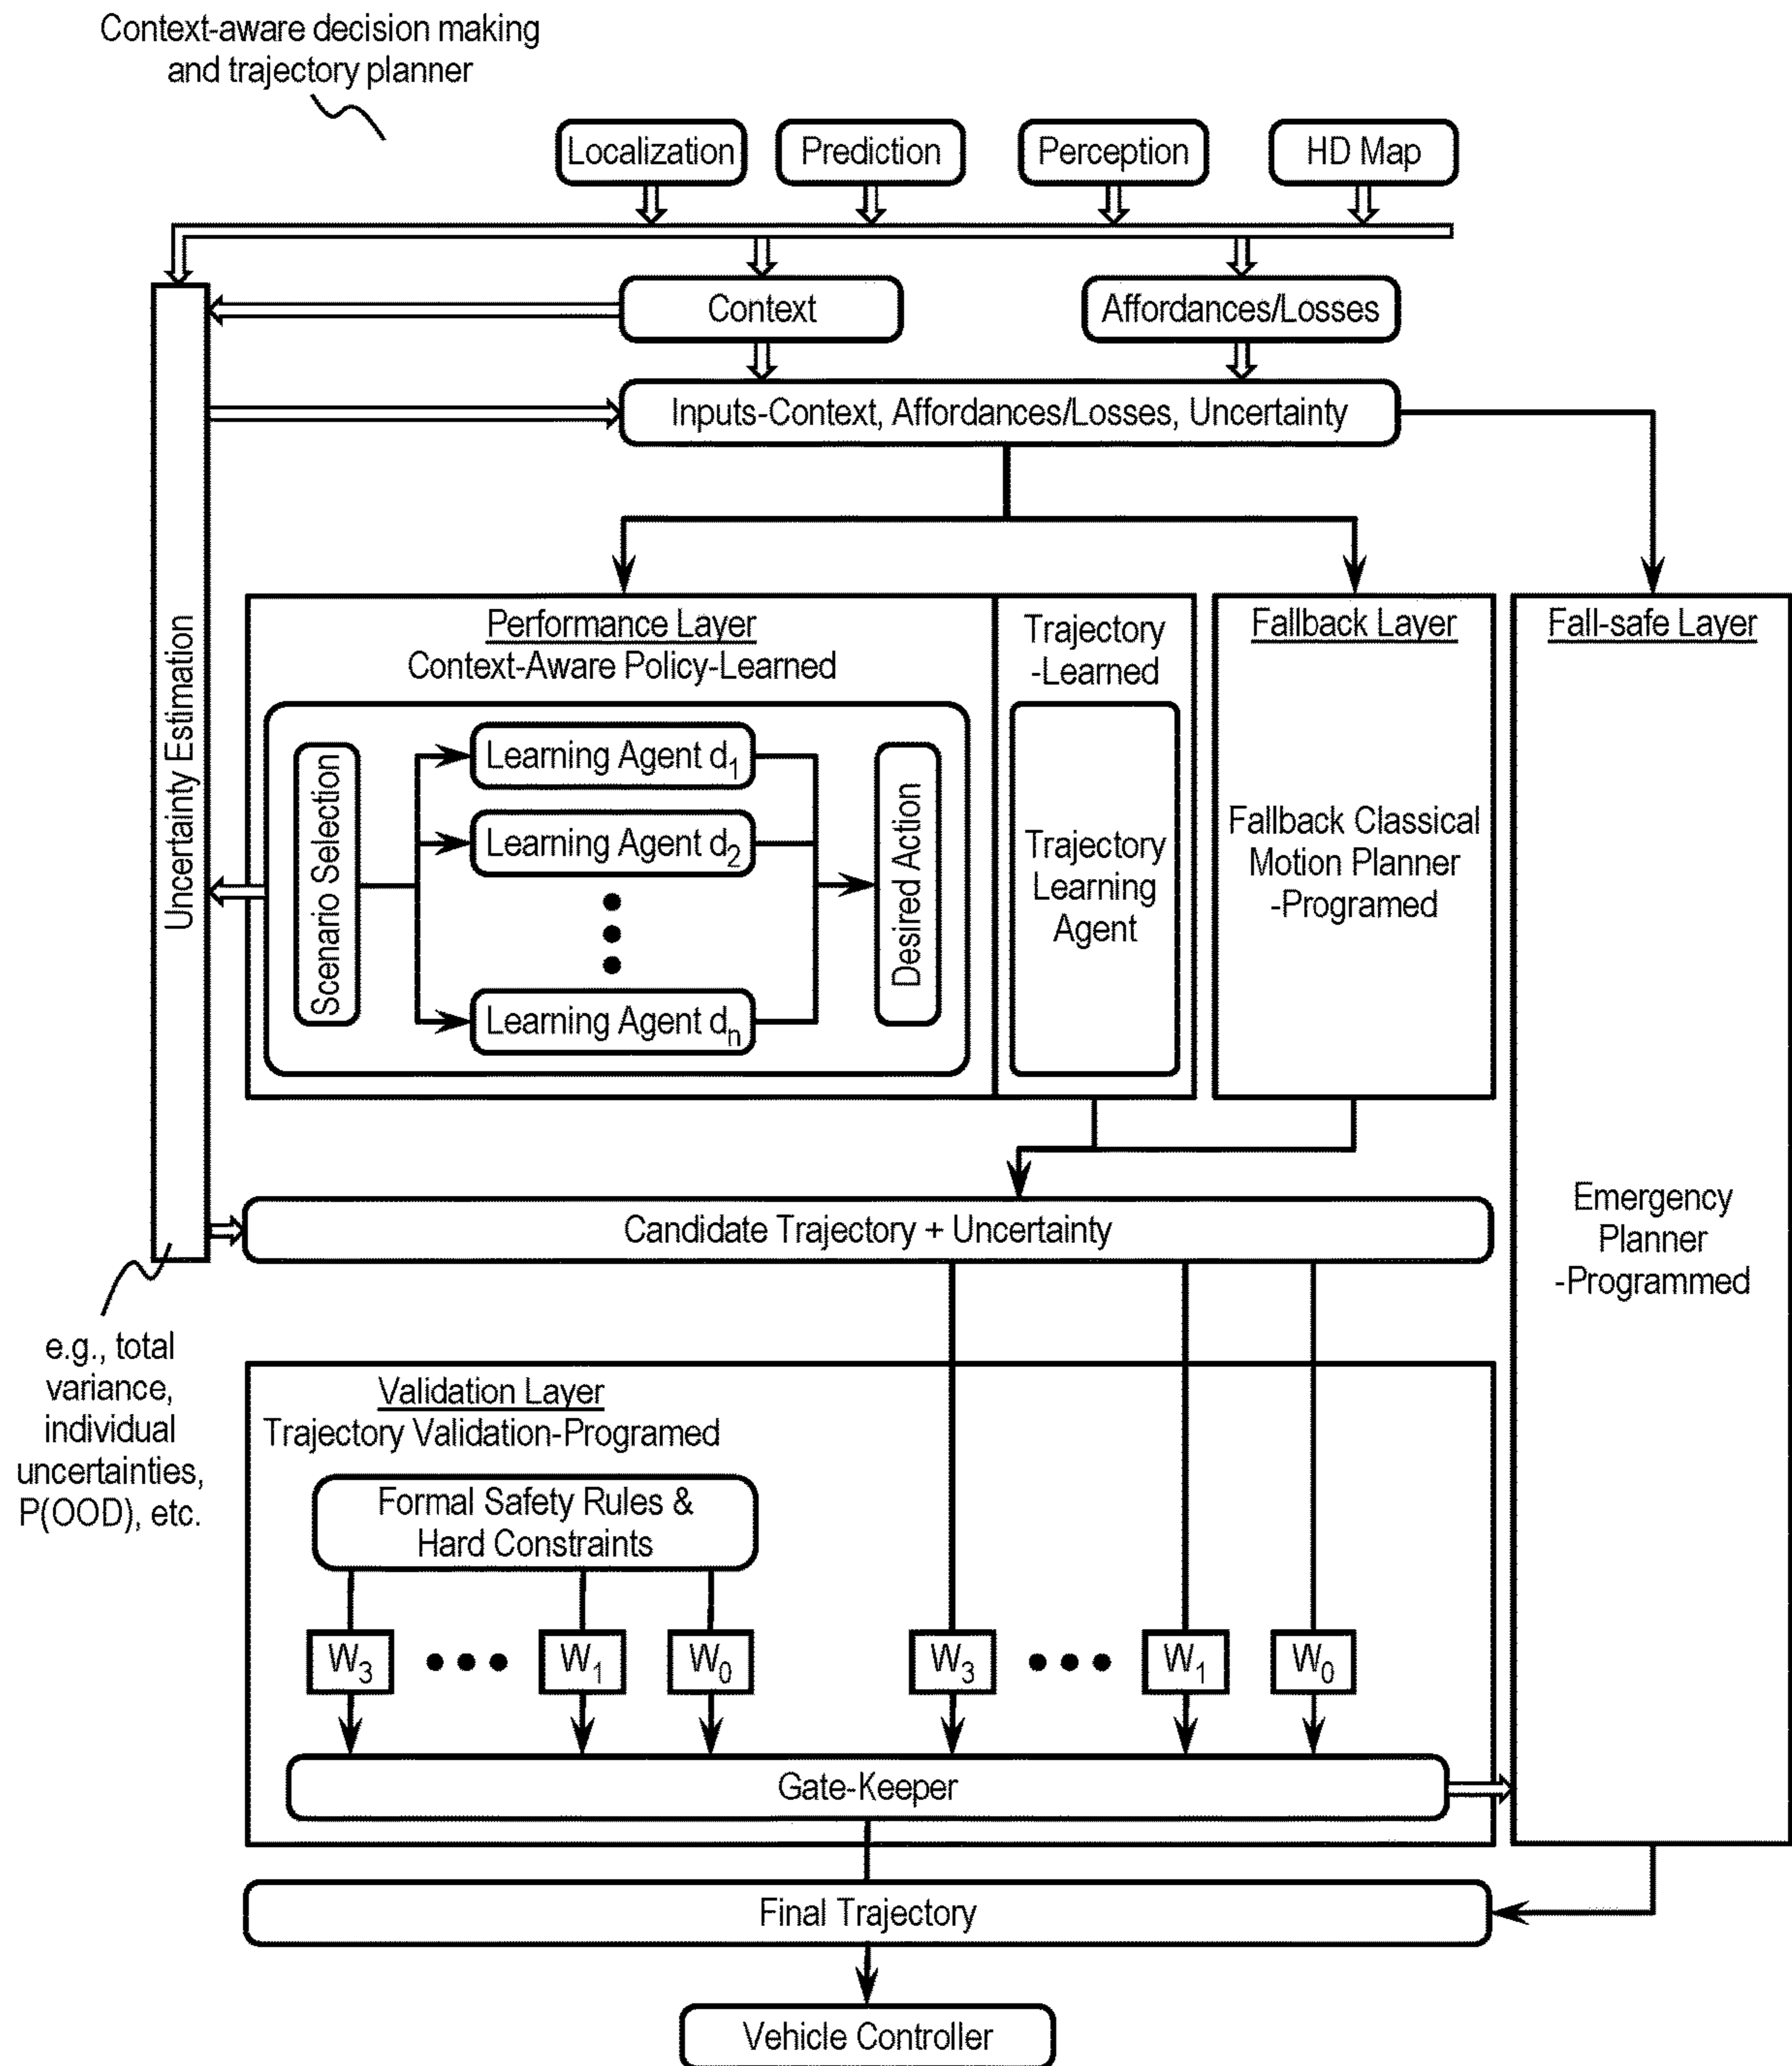 Context-aware decision making
and trajectory planner
Localization
Prediction
Perception
HD Map
Context
Affordances/Losses
Inputs-Context, Affordances/Losses, Uncertainty
Uncertainty Estimation
Performance Layer
Context-Aware Policy-Learned
Trajectory
-Learned
Fallback Layer
Fall-safe Layer
Scenario Selection
Learning Agent d1
Learning Agent d2
Learning Agent dn
Desired Action
Trajectory
Learning
Agent
Fallback Classical
Motion Planner
-Programed
Candidate Trajectory + Uncertainty
Emergency
Planner
-Programmed
e.g., total
variance,
individual
uncertainties,
P(OOD), etc.
Validation Layer
Trajectory Validation-Programed
Formal Safety Rules &
Hard Constraints
W3
W1
W0
W3
W1
W0
Gate-Keeper
Final Trajectory
Vehicle Controller